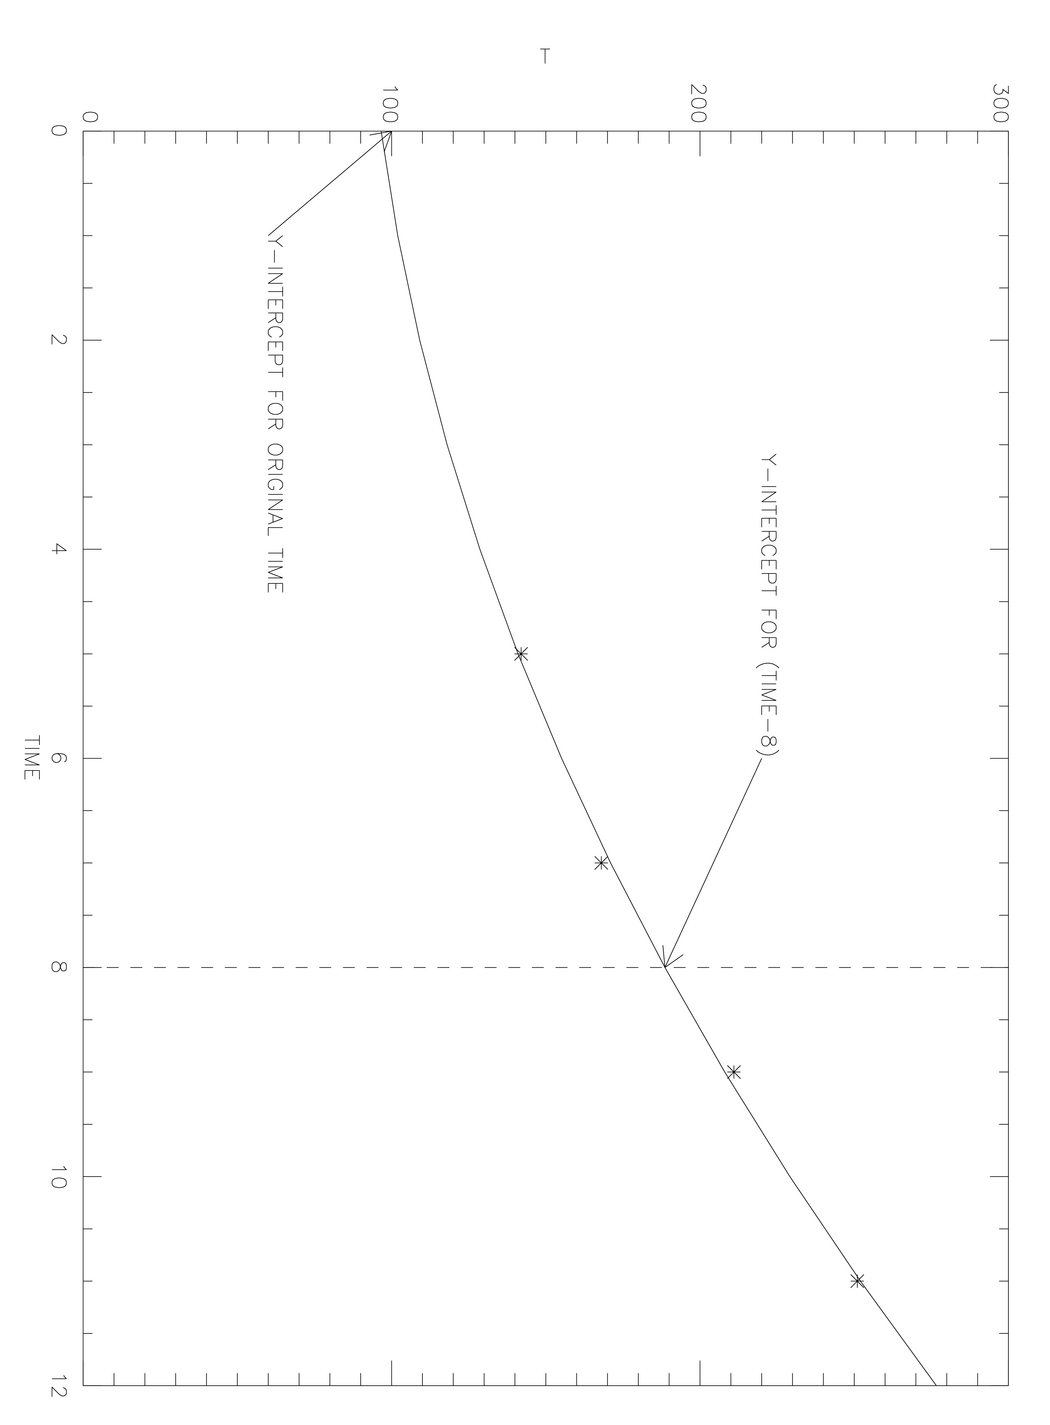 T
300
200
100
0
Y-INTERCEPT FOR (TIME-8)
Y-INTERCEPT FOR ORIGINAL TIME
0 2 4 6 8 10 12
TIME